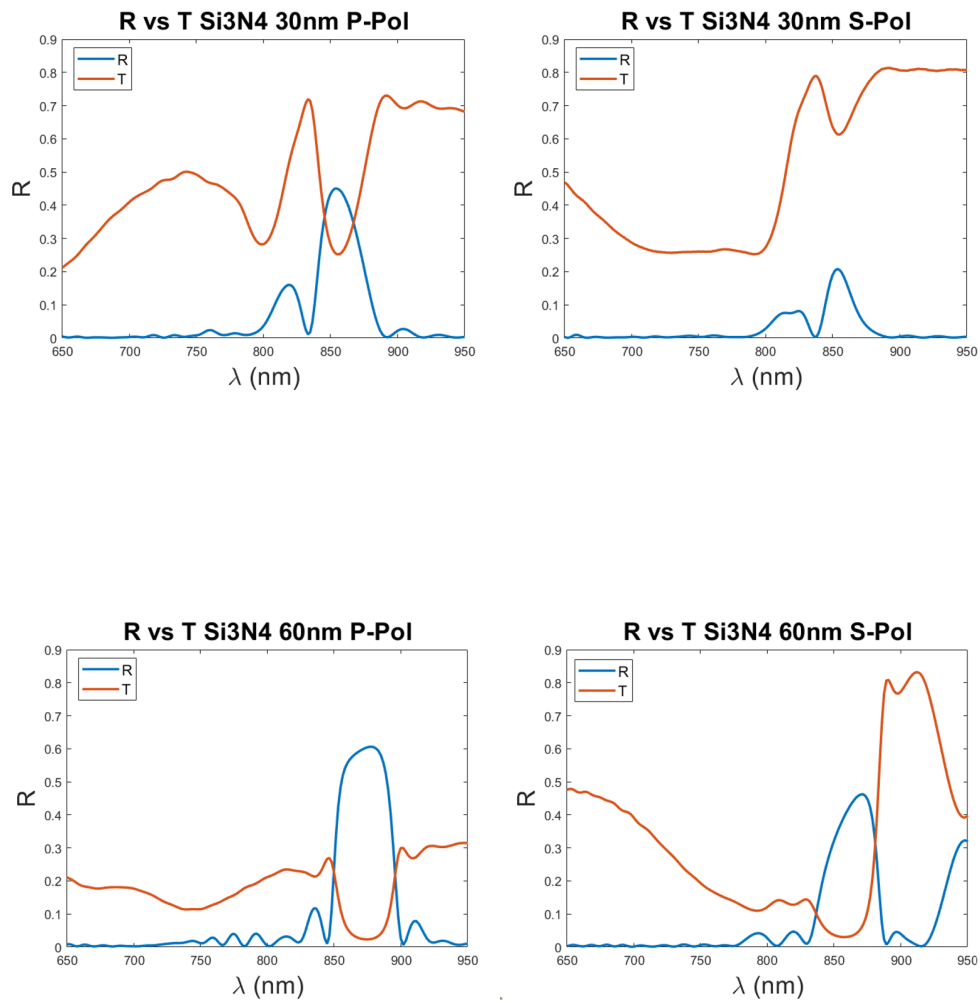 R vs T Si3N4 30nm P-Pol
0.9
0.8
0.7
0.6
0.5
0.4
0.3
0.2
0.1
0
R
R
T
650 700 750 800 850 900 950
λ (nm)
R vs T Si3N4 30nm S-Pol
0.9
0.8
0.7
0.6
0.5
0.4
0.3
0.2
0.1
0
R
R
T
650 700 750 800 850 900 950
λ (nm)
R vs T Si3N4 60nm P-Pol
0.9
0.8
0.7
0.6
0.5
0.4
0.3
0.2
0.1
0
R
R
T
650 700 750 800 850 900 950
λ (nm)
R vs T Si3N4 60nm S-Pol
0.9
0.8
0.7
0.6
0.5
0.4
0.3
0.2
0.1
0
R
R
T
650 700 750 800 850 900 950
λ (nm)